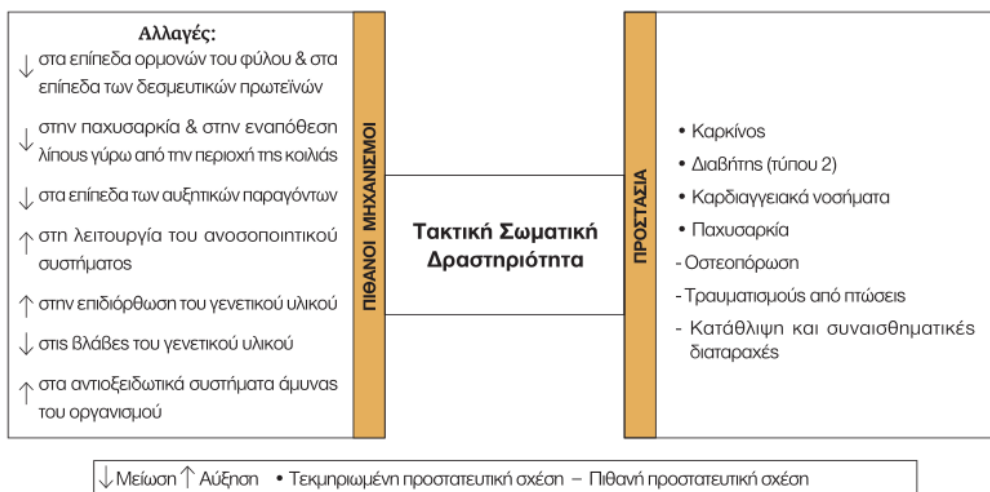 Αλλαγές:
↓ στα επίπεδα ορμονών του φύλου & στα
επίπεδα των δεσμευτικών πρωτεϊνών
↓ στην παχυσαρκία & στην εναπόθεση
λίπους γύρω από την περιοχή της κοιλιάς
↓ στα επίπεδα των αυξητικών παραγόντων
↑ στη λειτουργία του ανοσοποιητικού
συστήματος
↑ στην επιδιόρθωση του γενετικού υλικού
↓ στις βλάβες του γενετικού υλικού
↑ στα αντιοξειδωτικά συστήματα άμυνας
του οργανισμού
ΠΙΘΑΝΟΙ ΜΗΧΑΝΙΣΜΟΙ
Τακτική Σωματική
Δραστηριότητα
ΠΡΟΣΤΑΣΙΑ
• Καρκίνος
• Διαβήτης (τύπου 2)
• Καρδιαγγειακά νοσήματα
• Παχυσαρκία
- Οστεοπόρωση
- Τραυματισμούς από πτώσεις
- Κατάθλιψη και συναισθηματικές
διαταραχές
↓ Μείωση ↑ Αύξηση • Τεκμηριωμένη προστατευτική σχέση – Πιθανή προστατευτική σχέση